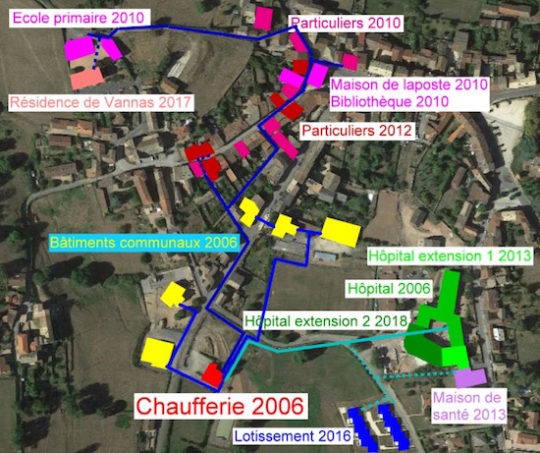 Ecole primaire 2010
Particuliers 2010
Résidence de Vannas 2017
Maison de laposte 2010
Bibliothèque 2010
Particuliers 2012
Bâtiments communaux 2006
Hôpital extension 1 2013
Hôpital 2006
Hôpital extension 2 2018
Chaufferie 2006
Maison de
santé 2013
Lotissement 2016